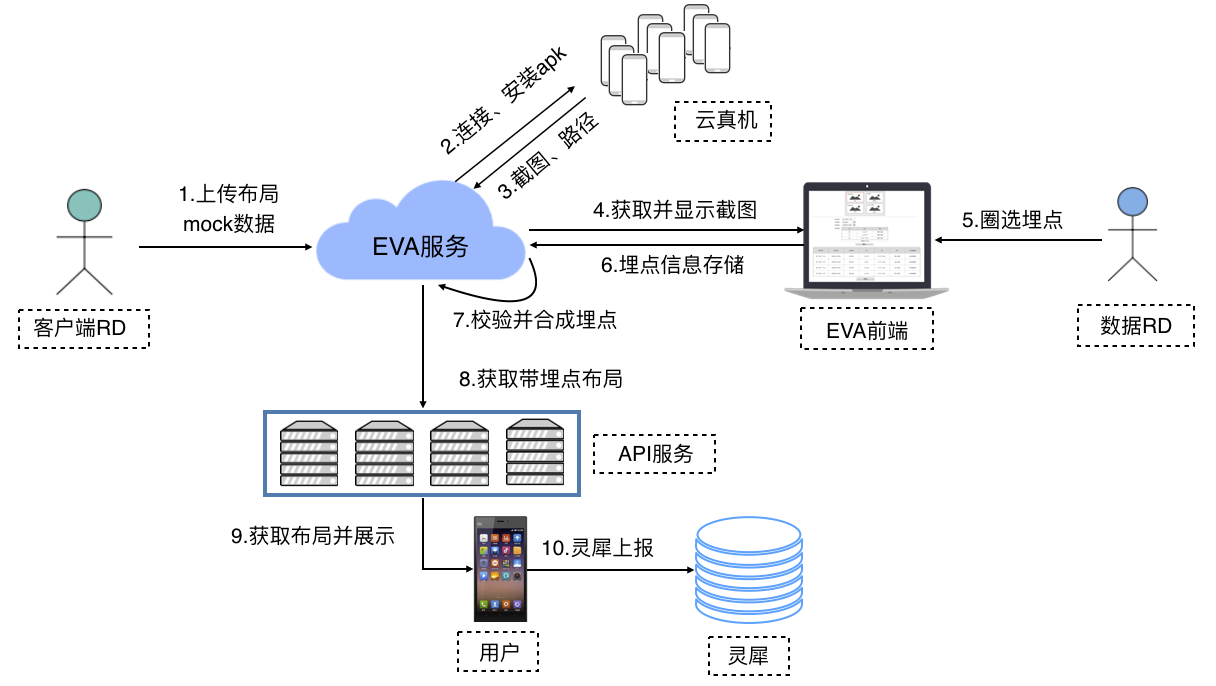 2.连接、安装apk
云真机
3.截图、路径
1.上传布局
mock数据
EVA服务
4.获取并显示截图
5.圈选埋点
6.埋点信息存储
客户端RD
7.校验并合成埋点
EVA前端
数据RD
8.获取带埋点布局
API服务
9.获取布局并展示
10.灵犀上报
用户
灵犀